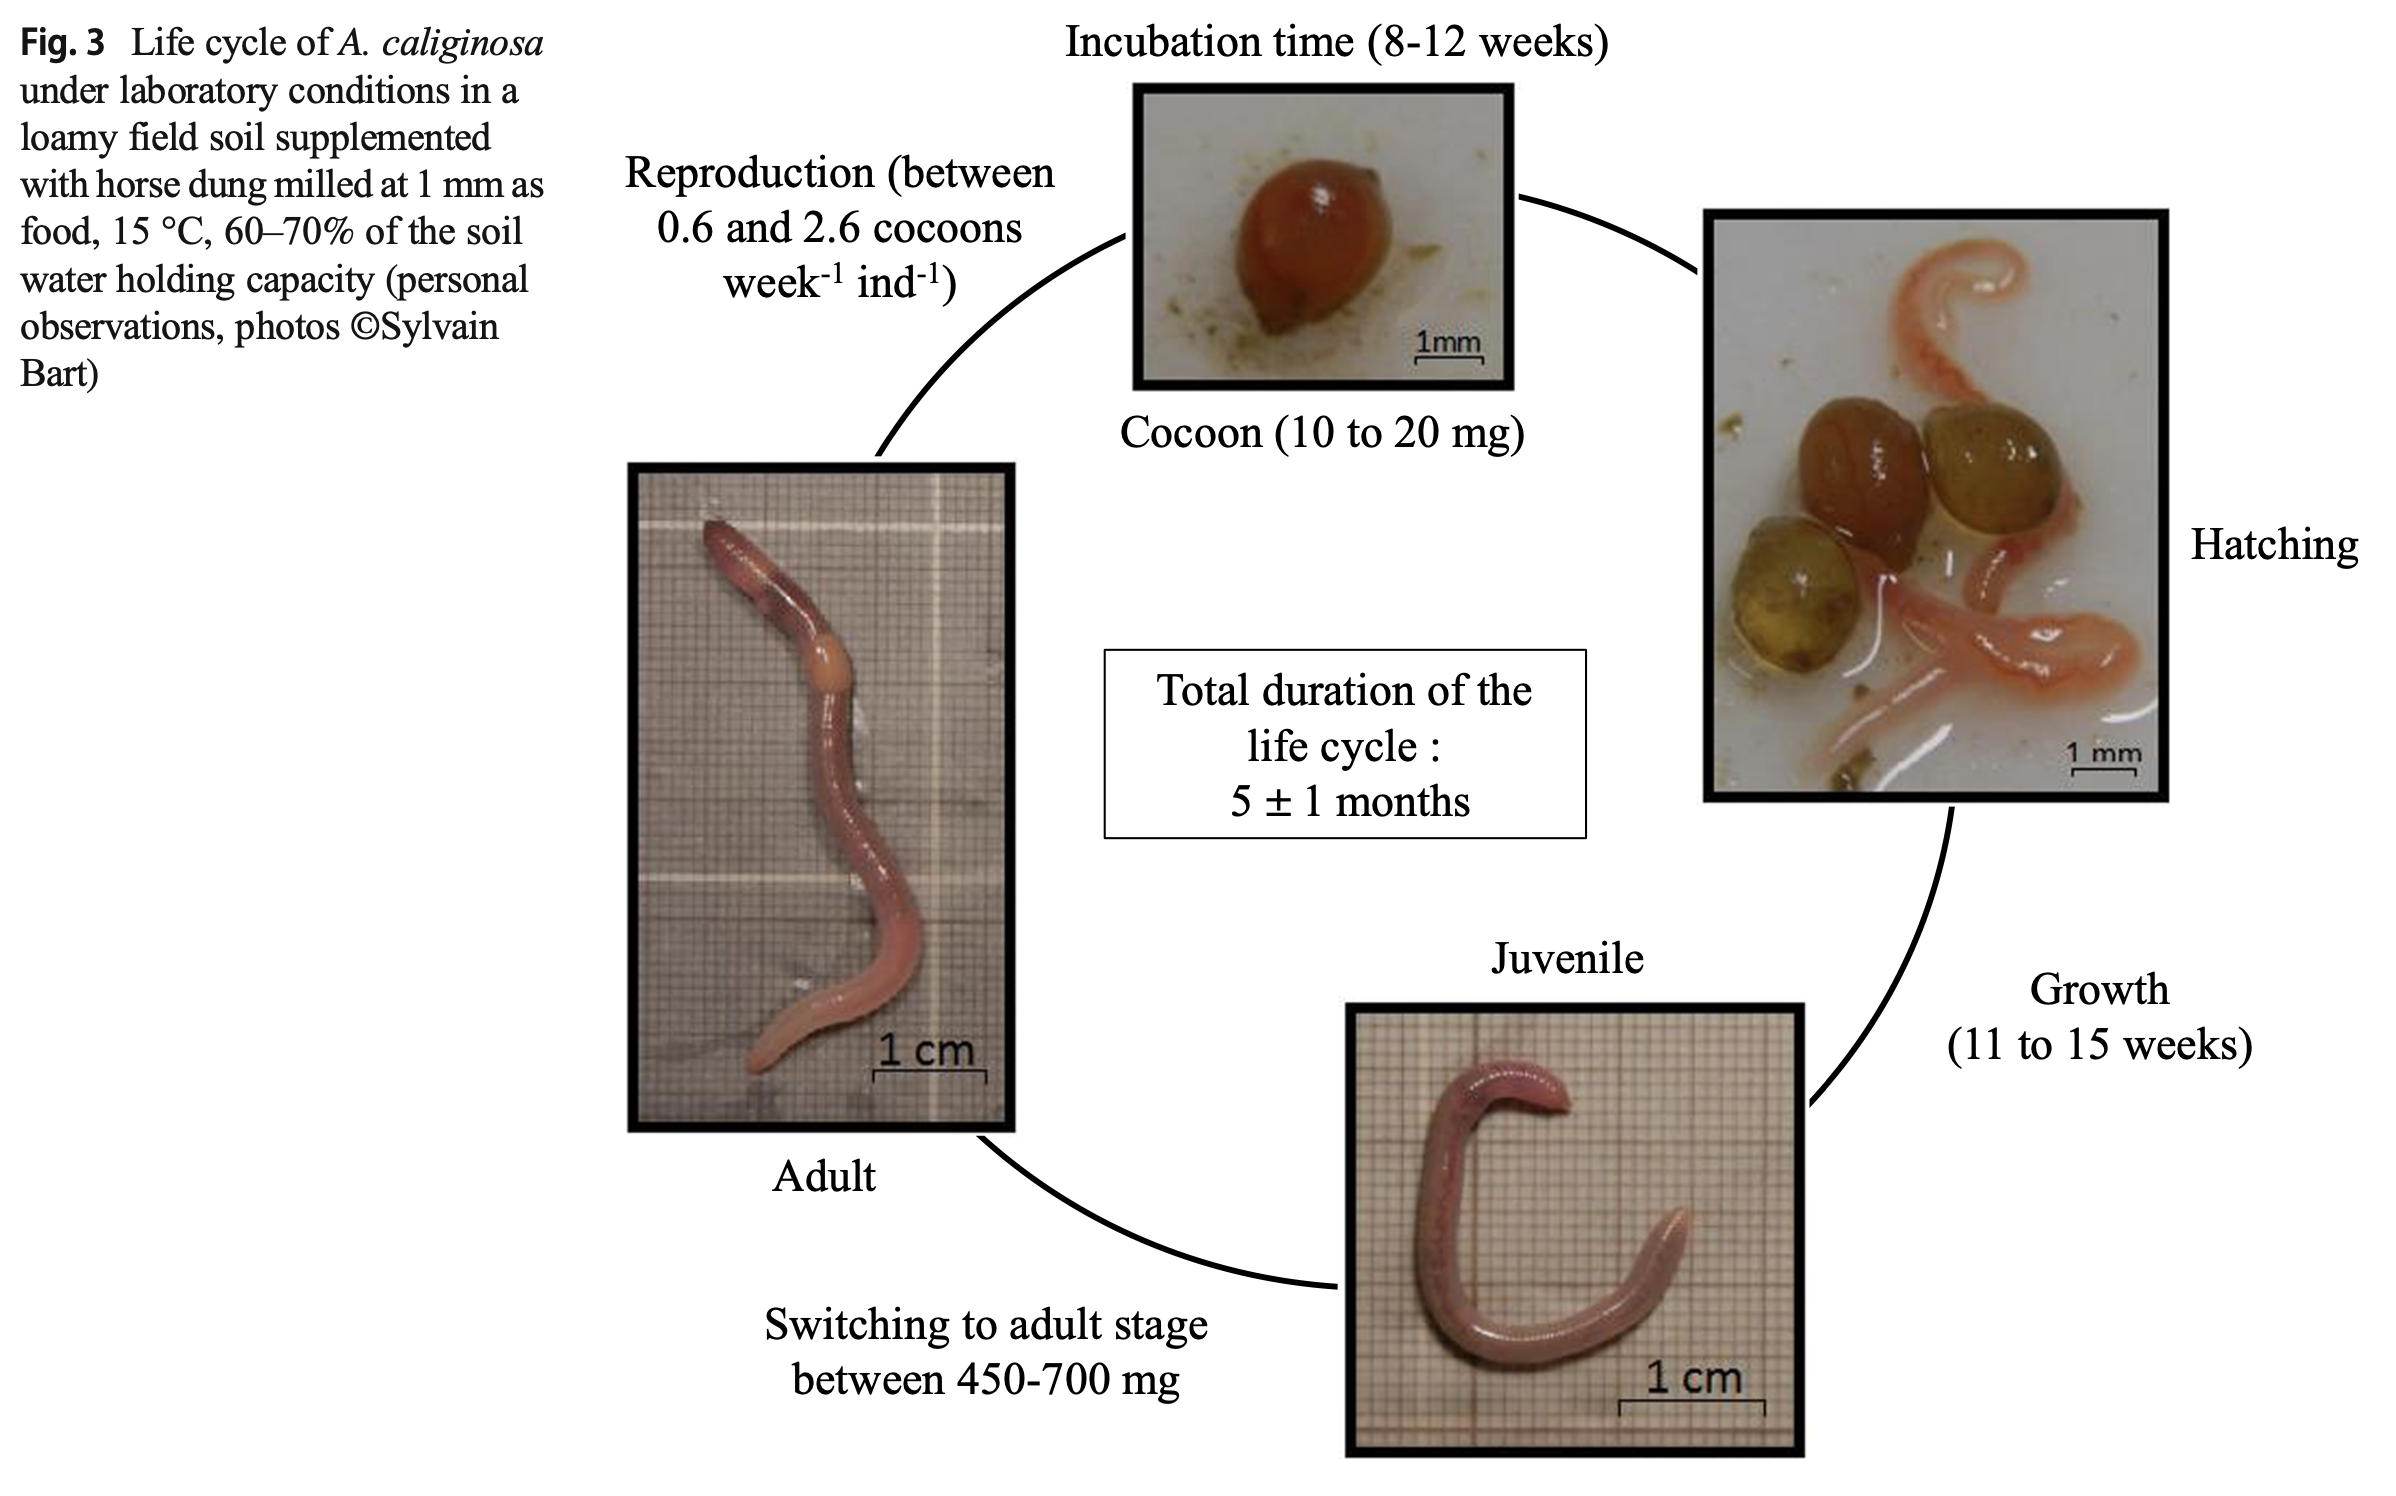 Fig. 3 Life cycle of A. caliginosa
under laboratory conditions in a
loamy field soil supplemented
with horse dung milled at 1 mm as
food, 15 °C, 60–70% of the soil
water holding capacity (personal
observations, photos ©Sylvain
Bart)
Incubation time (8-12 weeks)
Reproduction (between
0.6 and 2.6 cocoons
week⁻¹ ind⁻¹)
1mm
Cocoon (10 to 20 mg)
Hatching
1 mm
Total duration of the
life cycle :
5 ± 1 months
Growth
(11 to 15 weeks)
Juvenile
1 cm
1 cm
Adult
Switching to adult stage
between 450-700 mg